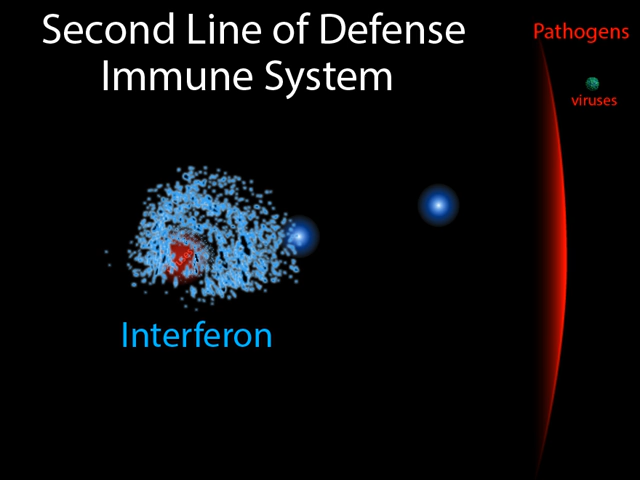 Second Line of Defense
Immune System
Pathogens
viruses
Interferon